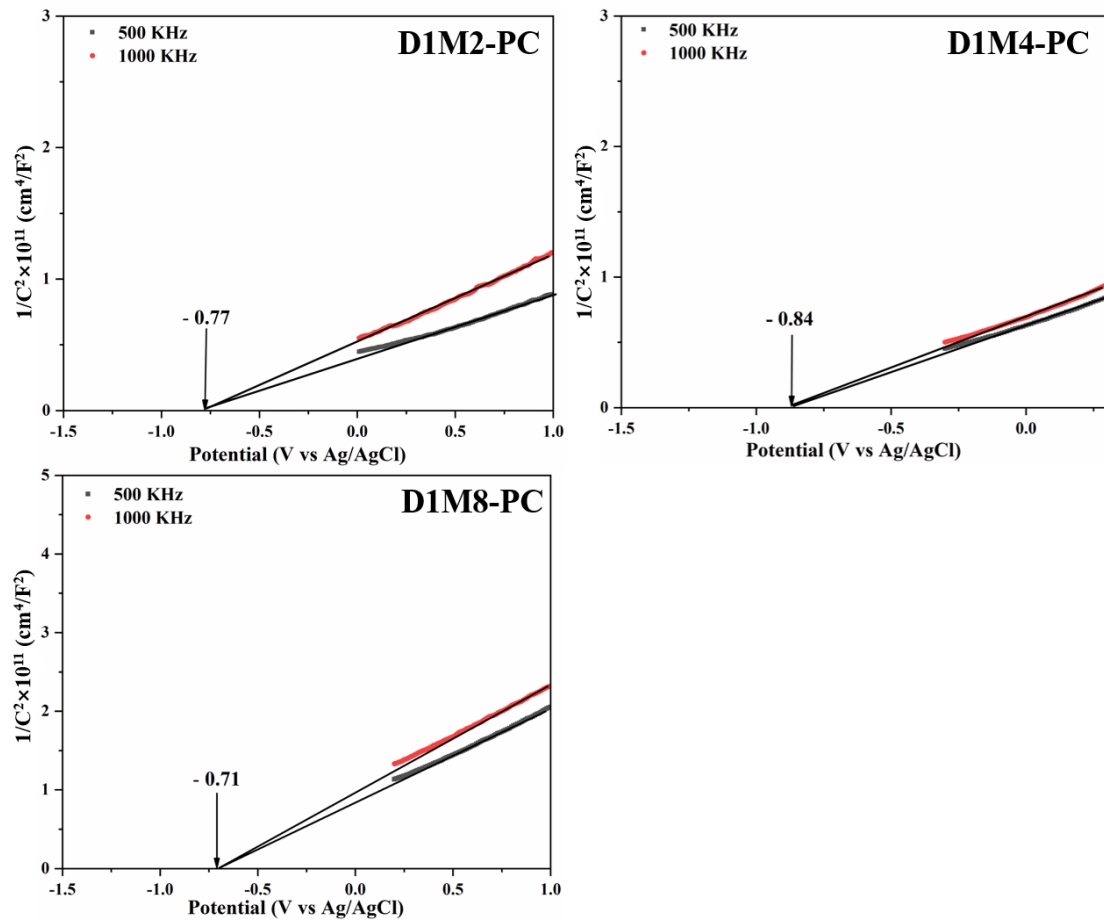 D1M2-PC
500 KHz
1000 KHz
1/C²×10¹¹ (cm⁴/F²)
3
2
1
0
- 0.77
-1.5 -1.0 -0.5 0.0 0.5 1.0
Potential (V vs Ag/AgCl)
D1M4-PC
500 KHz
1000 KHz
1/C²×10¹¹ (cm⁴/F²)
3
2
1
0
- 0.84
-1.5 -1.0 -0.5 0.0
Potential (V vs Ag/AgCl)
D1M8-PC
500 KHz
1000 KHz
1/C²×10¹¹ (cm⁴/F²)
5
4
3
2
1
0
- 0.71
-1.5 -1.0 -0.5 0.0 0.5 1.0
Potential (V vs Ag/AgCl)